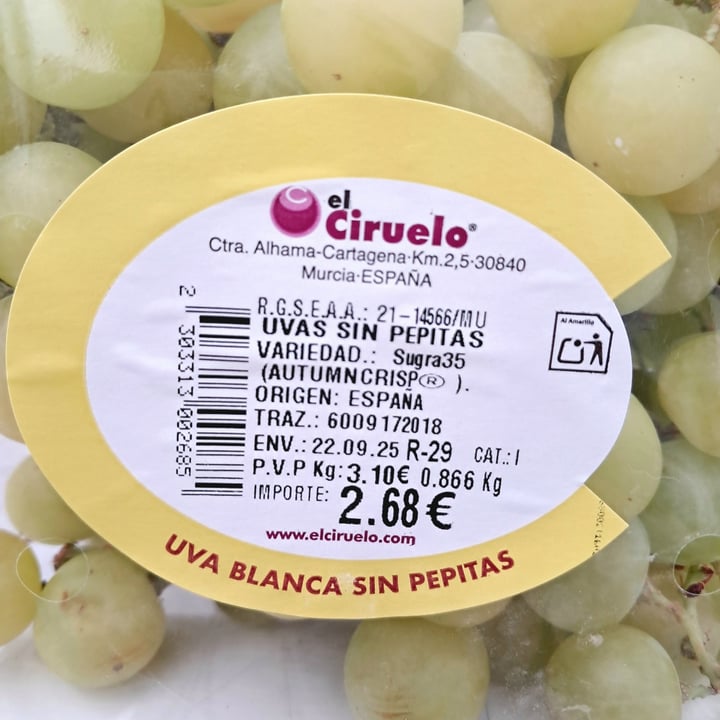 el
Ciruelo®
Ctra. Alhama-Cartagena·Km.2,5·30840
Murcia·ESPAÑA
R.G.S.E.A.A.: 21-14566/MU
UVAS SIN PEPITAS
VARIEDAD.: Sugra35
(AUTUMNCRISP® ).
ORIGEN: ESPAÑA
TRAZ.: 6009172018
ENV.: 22.09.25 R-29 CAT.: I
P.V.P Kg: 3.10€ 0.866 Kg
IMPORTE: 2.68€
www.elciruelo.com
UVA BLANCA SIN PEPITAS
2 303313 002685
Al Amarillo